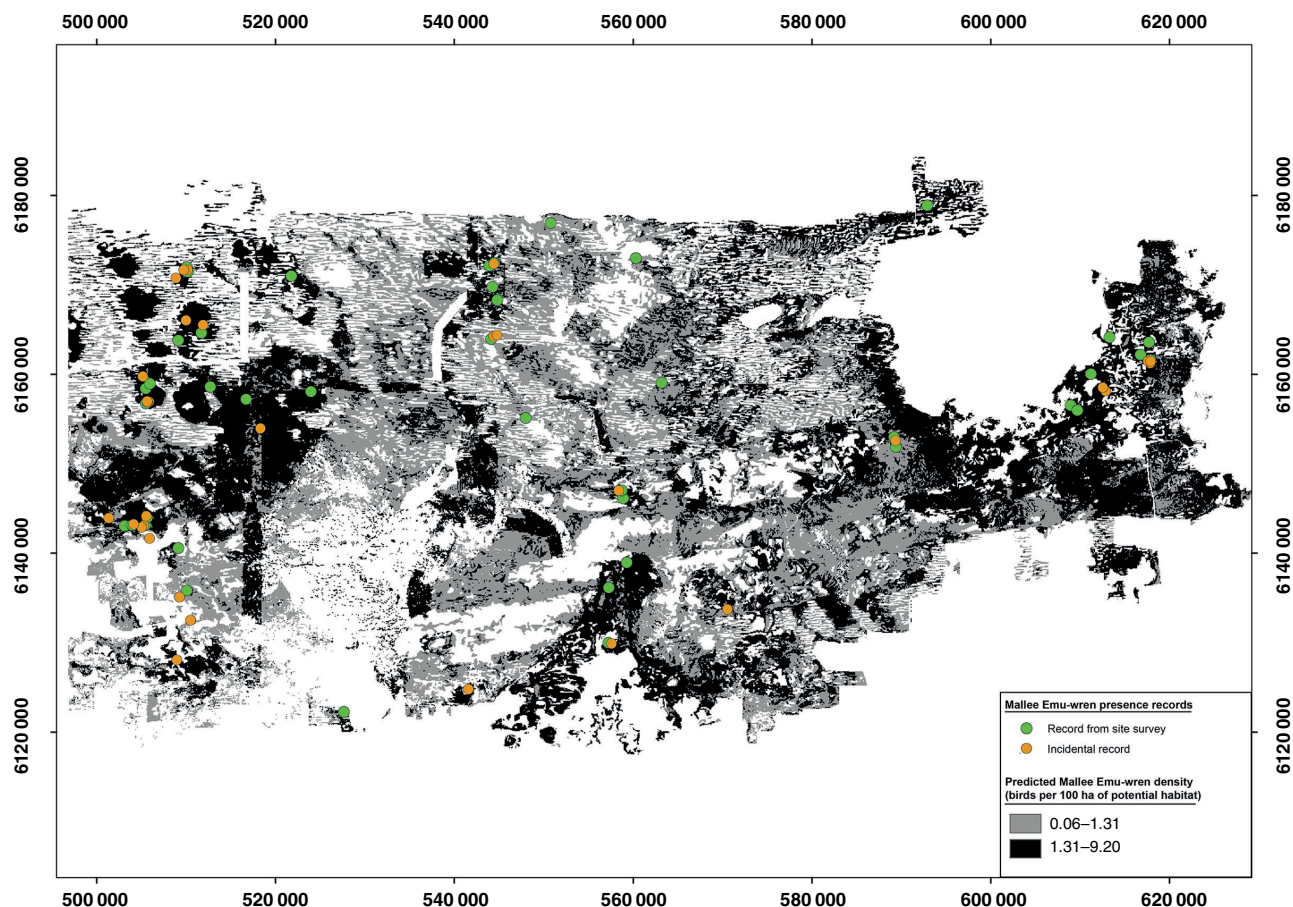 500 000 520 000 540 000 560 000 580 000 600 000 620 000
6180 000 6180 000
6160 000 6160 000
6140 000 6140 000
6120 000 6120 000
Mallee Emu-wren presence records
Record from site survey
Incidental record
Predicted Mallee Emu-wren density
(birds per 100 ha of potential habitat)
0.06–1.31
1.31–9.20
500 000 520 000 540 000 560 000 580 000 600 000 620 000